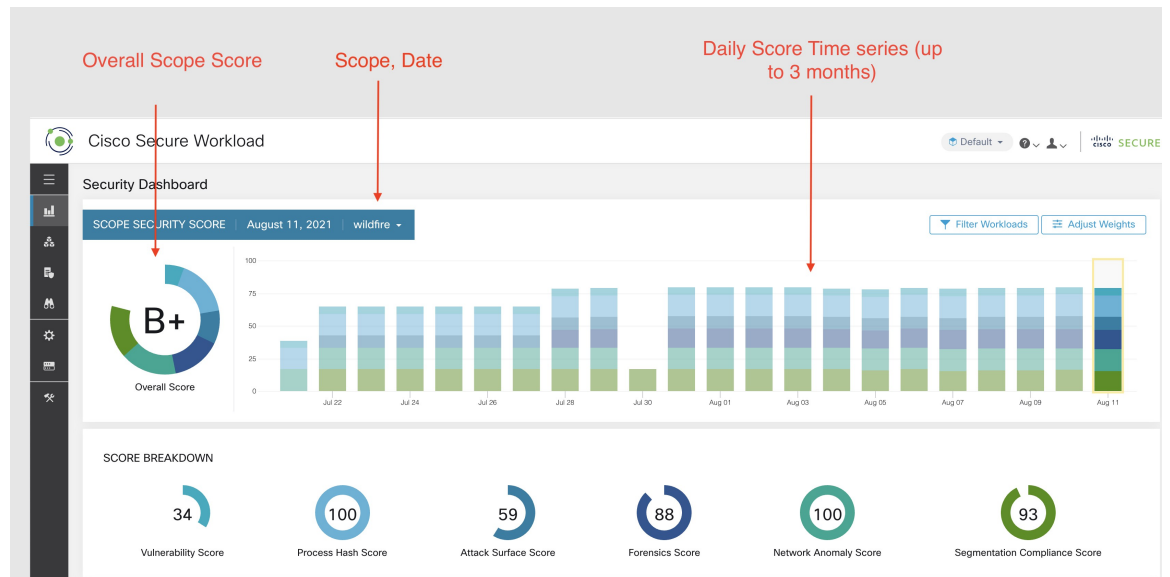 Overall Scope Score
Scope, Date
Daily Score Time series (up
to 3 months)
Cisco Secure Workload
Default
cisco SECURE
Security Dashboard
SCOPE SECURITY SCORE | August 11, 2021 | wildfire
Filter Workloads
Adjust Weights
B+
Overall Score
100
75
50
25
0
Jul 22
Jul 24
Jul 26
Jul 28
Jul 30
Aug 01
Aug 03
Aug 05
Aug 07
Aug 09
Aug 11
SCORE BREAKDOWN
34
100
59
88
100
93
Vulnerability Score
Process Hash Score
Attack Surface Score
Forensics Score
Network Anomaly Score
Segmentation Compliance Score